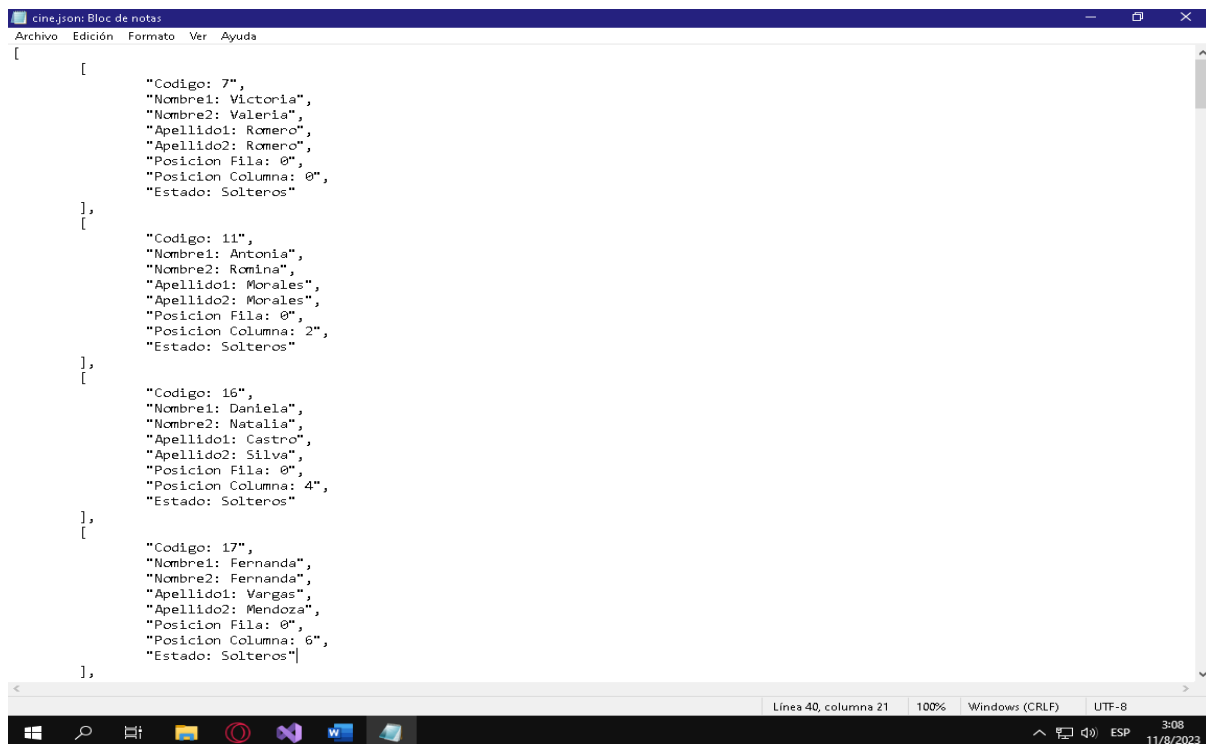 cine.json: Bloc de notas
Archivo Edición Formato Ver Ayuda
[
[
"Codigo: 7",
"Nombre1: Victoria",
"Nombre2: Valeria",
"Apellido1: Romero",
"Apellido2: Romero",
"Posicion Fila: 0",
"Posicion Columna: 0",
"Estado: Solteros"
],
[
"Codigo: 11",
"Nombre1: Antonia",
"Nombre2: Romina",
"Apellido1: Morales",
"Apellido2: Morales",
"Posicion Fila: 0",
"Posicion Columna: 2",
"Estado: Solteros"
],
[
"Codigo: 16",
"Nombre1: Daniela",
"Nombre2: Natalia",
"Apellido1: Castro",
"Apellido2: Silva",
"Posicion Fila: 0",
"Posicion Columna: 4",
"Estado: Solteros"
],
[
"Codigo: 17",
"Nombre1: Fernanda",
"Nombre2: Fernanda",
"Apellido1: Vargas",
"Apellido2: Mendoza",
"Posicion Fila: 0",
"Posicion Columna: 6",
"Estado: Solteros"
],
Línea 40, columna 21 100% Windows (CRLF) UTF-8
ESP 3:08
11/8/2023